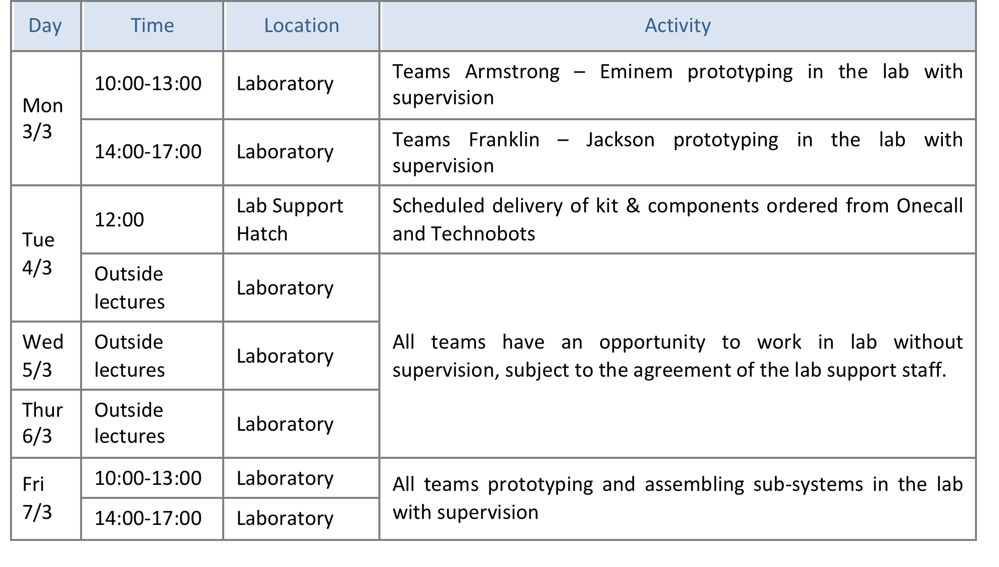 Day Time Location Activity
Mon
3/3
10:00-13:00
Laboratory
Teams Armstrong – Eminem prototyping in the lab with
supervision
14:00-17:00
Laboratory
Teams Franklin – Jackson prototyping in the lab with
supervision
Tue
4/3
12:00
Lab Support
Hatch
Scheduled delivery of kit & components ordered from Onecall
and Technobots
Outside
lectures
Laboratory
All teams have an opportunity to work in lab without
supervision, subject to the agreement of the lab support staff.
Wed
5/3
Outside
lectures
Laboratory
Thur
6/3
Outside
lectures
Laboratory
Fri
7/3
10:00-13:00
Laboratory
All teams prototyping and assembling sub-systems in the lab
with supervision
14:00-17:00
Laboratory